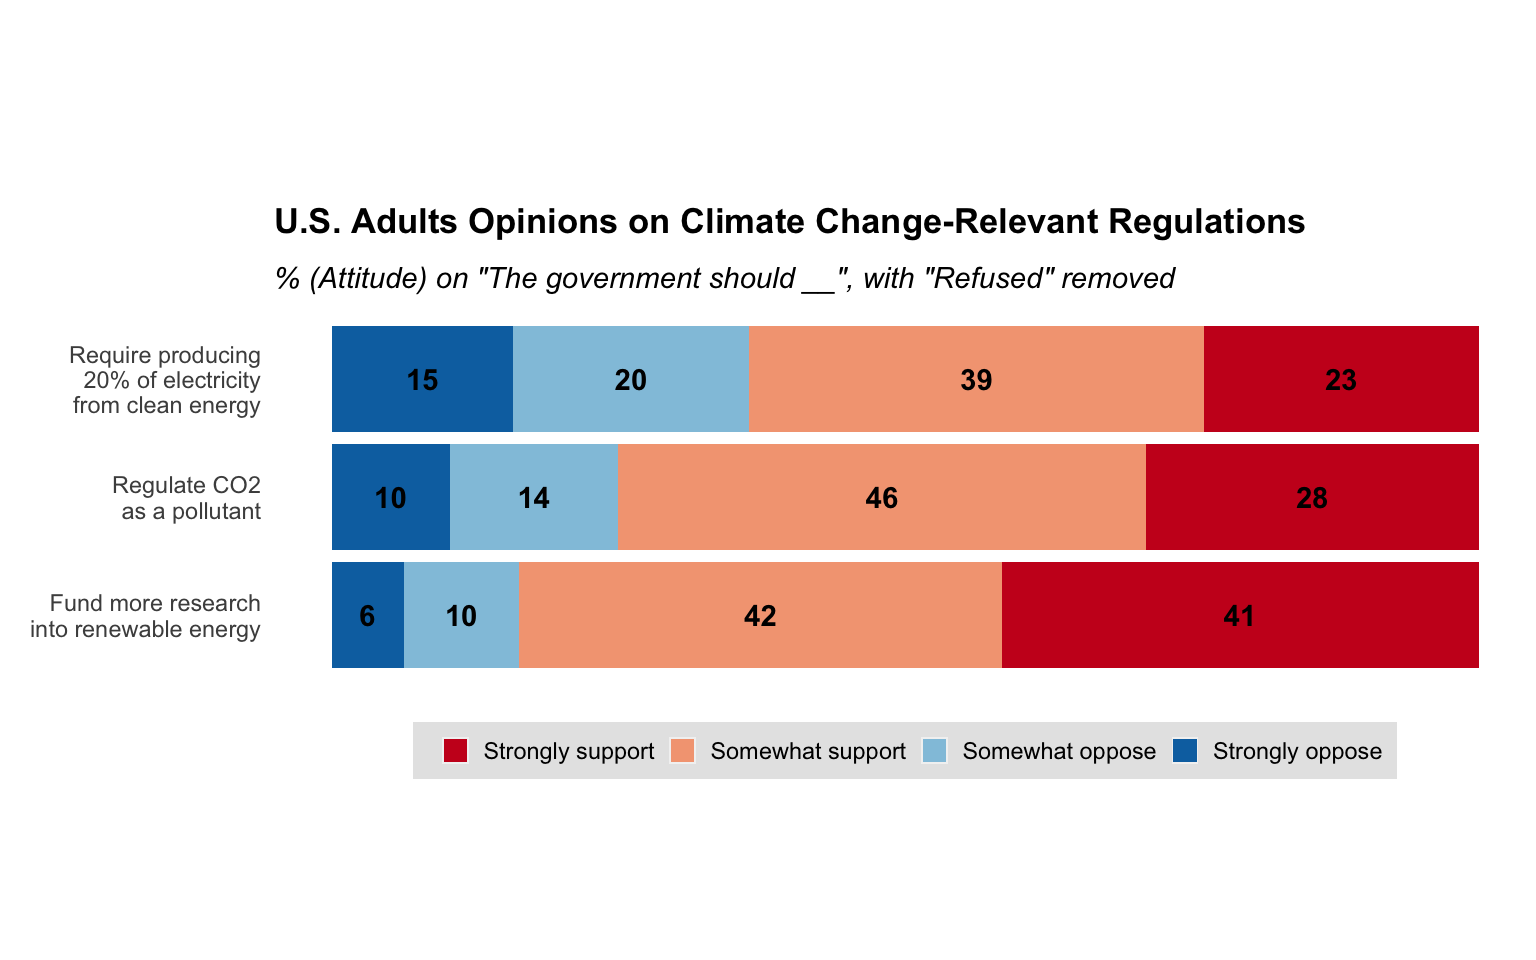 U.S. Adults Opinions on Climate Change-Relevant Regulations
% (Attitude) on "The government should __", with "Refused" removed
Require producing
20% of electricity
from clean energy
15 20 39 23
Regulate CO2
as a pollutant
10 14 46 28
Fund more research
into renewable energy
6 10 42 41
Strongly support Somewhat support Somewhat oppose Strongly oppose